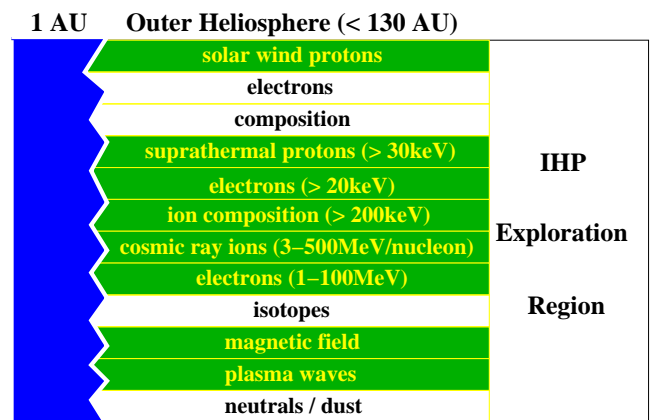 1 AU Outer Heliosphere (< 130 AU)
solar wind protons
electrons
composition
suprathermal protons (> 30keV)
electrons (> 20keV)
ion composition (> 200keV)
cosmic ray ions (3–500MeV/nucleon)
electrons (1–100MeV)
isotopes
magnetic field
plasma waves
neutrals / dust
IHP
Exploration
Region